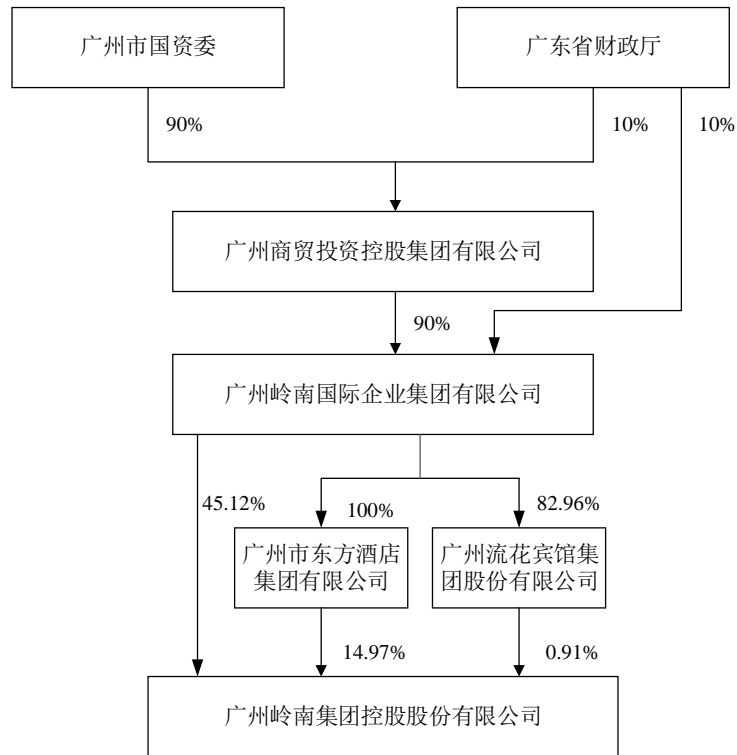 广州市国资委
广东省财政厅
90%
10%
10%
广州商贸投资控股集团有限公司
90%
广州岭南国际企业集团有限公司
45.12%
100%
82.96%
广州市东方酒店
集团有限公司
广州流花宾馆集
团股份有限公司
14.97%
0.91%
广州岭南集团控股股份有限公司